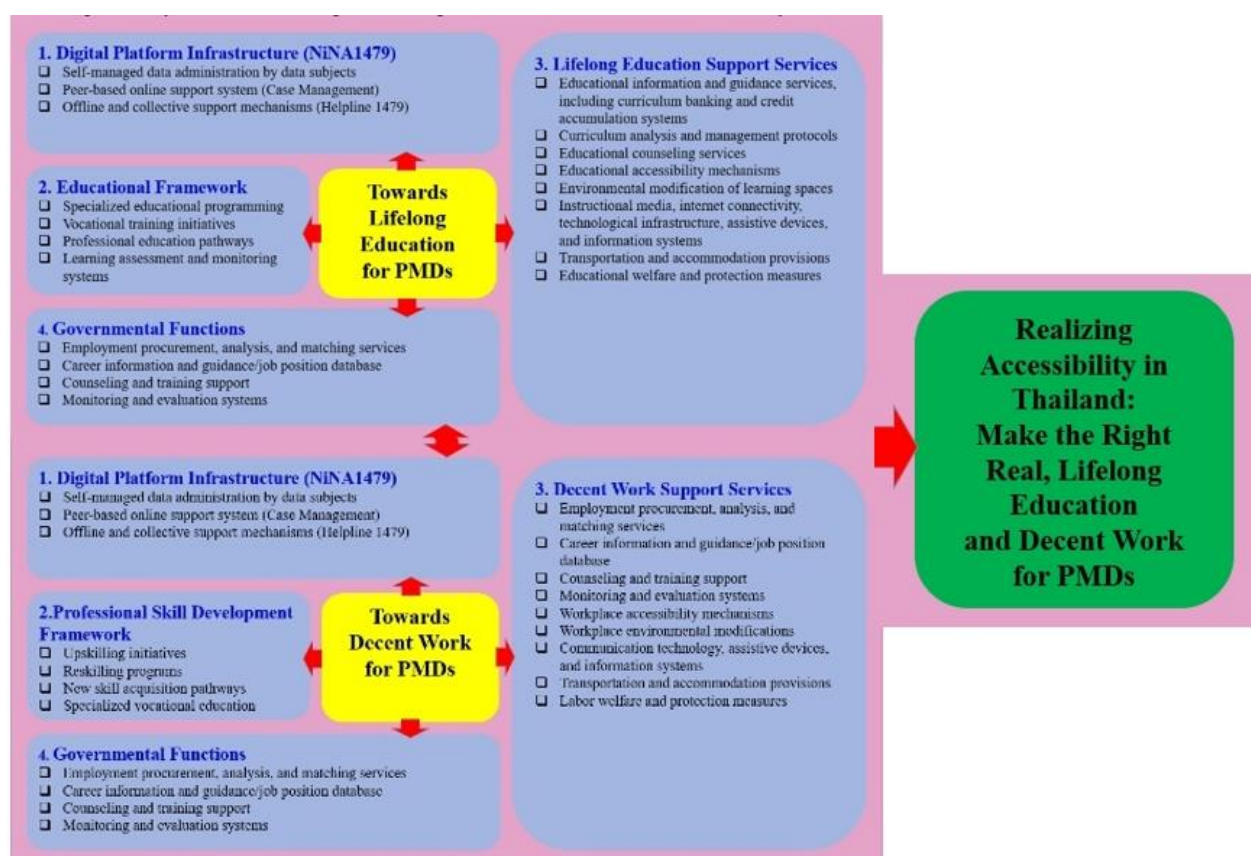 1. Digital Platform Infrastructure (NiNA1479)
❑ Self-managed data administration by data subjects
❑ Peer-based online support system (Case Management)
❑ Offline and collective support mechanisms (Helpline 1479)
2. Educational Framework
❑ Specialized educational programming
❑ Vocational training initiatives
❑ Professional education pathways
❑ Learning assessment and monitoring
systems
Towards
Lifelong
Education
for PMDs
3. Lifelong Education Support Services
❑ Educational information and guidance services,
including curriculum banking and credit
accumulation systems
❑ Curriculum analysis and management protocols
❑ Educational counseling services
❑ Educational accessibility mechanisms
❑ Environmental modification of learning spaces
❑ Instructional media, internet connectivity,
technological infrastructure, assistive devices,
and information systems
❑ Transportation and accommodation provisions
❑ Educational welfare and protection measures
4. Governmental Functions
❑ Employment procurement, analysis, and matching services
❑ Career information and guidance/job position database
❑ Counseling and training support
❑ Monitoring and evaluation systems
1. Digital Platform Infrastructure (NiNA1479)
❑ Self-managed data administration by data subjects
❑ Peer-based online support system (Case Management)
❑ Offline and collective support mechanisms (Helpline 1479)
2.Professional Skill Development
Framework
❑ Upskilling initiatives
❑ Reskilling programs
❑ New skill acquisition pathways
❑ Specialized vocational education
Towards
Decent Work
for PMDs
3. Decent Work Support Services
❑ Employment procurement, analysis, and
matching services
❑ Career information and guidance/job position
database
❑ Counseling and training support
❑ Monitoring and evaluation systems
❑ Workplace accessibility mechanisms
❑ Workplace environmental modifications
❑ Communication technology, assistive devices,
and information systems
❑ Transportation and accommodation provisions
❑ Labor welfare and protection measures
4. Governmental Functions
❑ Employment procurement, analysis, and matching services
❑ Career information and guidance/job position database
❑ Counseling and training support
❑ Monitoring and evaluation systems
Realizing
Accessibility in
Thailand:
Make the Right
Real, Lifelong
Education
and Decent Work
for PMDs